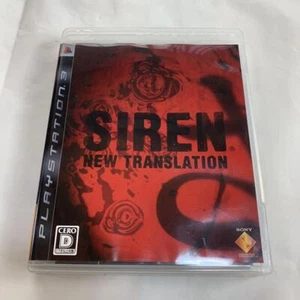 PLAYSTATION 3
SIREN
NEW TRANSLATION
CERO
D
SONY